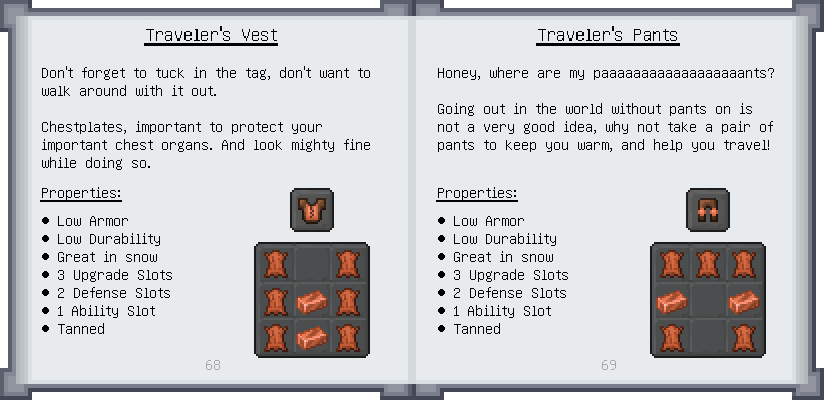 Traveler's Vest
Don't forget to tuck in the tag, don't want to
walk around with it out.
Chestplates, important to protect your
important chest organs. And look mighty fine
while doing so.
Properties:
● Low Armor
● Low Durability
● Great in snow
● 3 Upgrade Slots
● 2 Defense Slots
● 1 Ability Slot
● Tanned
68
Traveler's Pants
Honey, where are my paaaaaaaaaaaaaaaaaaants?
Going out in the world without pants on is
not a very good idea, why not take a pair of
pants to keep you warm, and help you travel!
Properties:
● Low Armor
● Low Durability
● Great in snow
● 3 Upgrade Slots
● 2 Defense Slots
● 1 Ability Slot
● Tanned
69